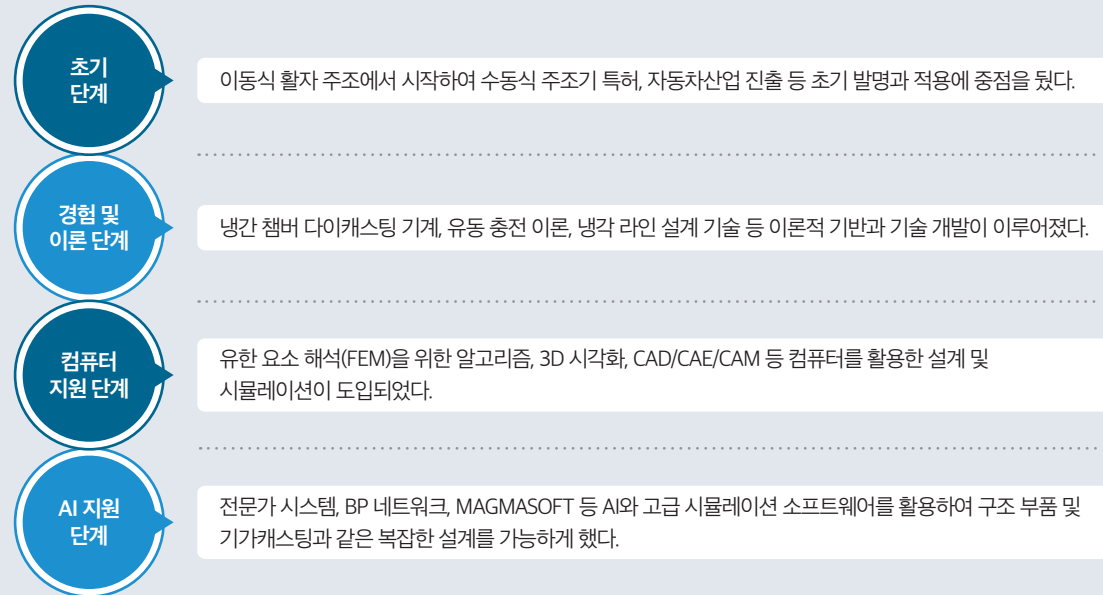 초기
단계
이동식 활자 주조에서 시작하여 수동식 주조기 특허, 자동차산업 진출 등 초기 발명과 적용에 중점을 뒀다.
경험 및
이론 단계
냉간 챔버 다이캐스팅 기계, 유동 충전 이론, 냉각 라인 설계 기술 등 이론적 기반과 기술 개발이 이루어졌다.
컴퓨터
지원 단계
유한 요소 해석(FEM)을 위한 알고리즘, 3D 시각화, CAD/CAE/CAM 등 컴퓨터를 활용한 설계 및
시뮬레이션이 도입되었다.
AI 지원
단계
전문가 시스템, BP 네트워크, MAGMASOFT 등 AI와 고급 시뮬레이션 소프트웨어를 활용하여 구조 부품 및
기가캐스팅과 같은 복잡한 설계를 가능하게 했다.